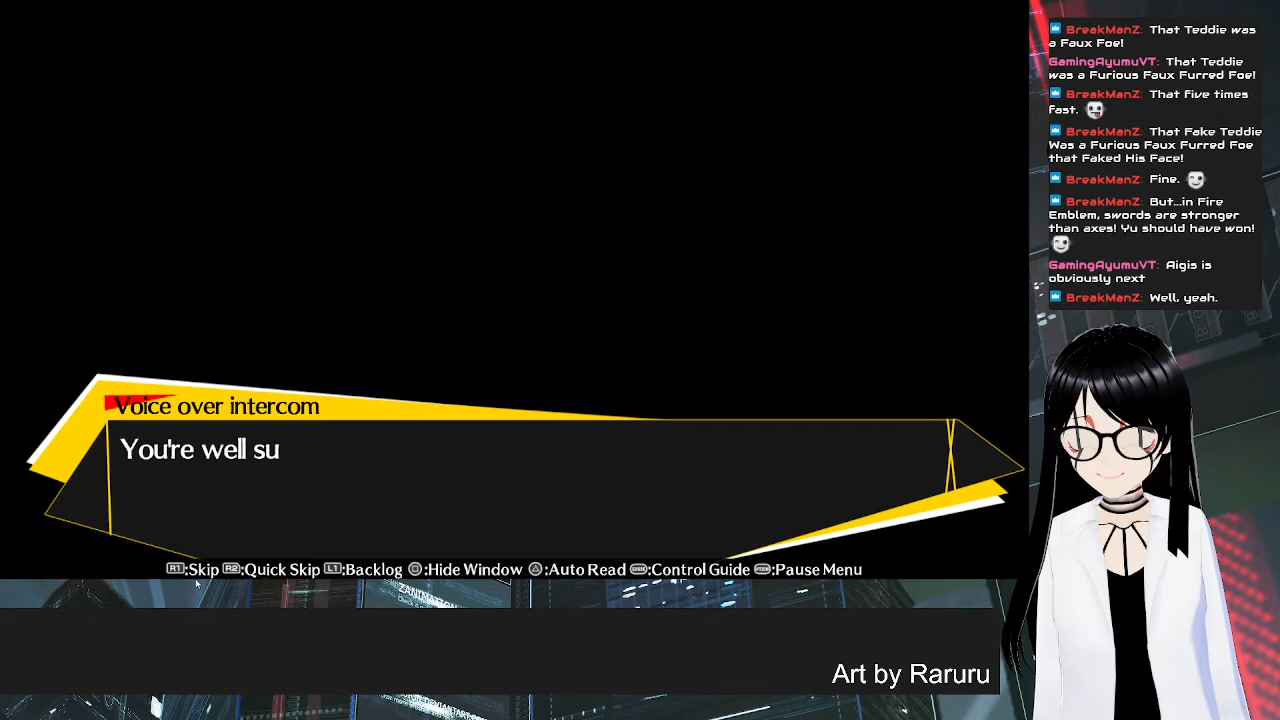 BreakManZ: That Teddie was
a Faux Foe!
GamingAyumuVT: That Teddie
was a Furious Faux Furred Foe!
BreakManZ: That five times
fast.
BreakManZ: That Fake Teddie
Was a Furious Faux Furred Foe
that Faked His Face!
BreakManZ: Fine.
BreakManZ: But...in Fire
Emblem, swords are stronger
than axes! Yu should have won!
GamingAyumuVT: Aigis is
obviously next
BreakManZ: Well, yeah.
Voice over intercom
You're well su
R1:Skip R2:Quick Skip L1:Backlog :Hide Window :Auto Read :Control Guide :Pause Menu
Art by Raruru